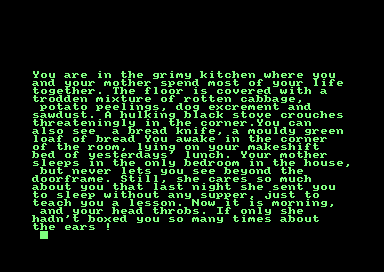 You are in the grimy kitchen where you
and your mother spend most of your life
together. The floor is covered with a
trodden mixture of rotten cabbage,
potato peelings, dog excrement and
sawdust. A hulking black stove crouches
threateningly in the corner.You can
also see  a bread knife, a mouldy green
loaf of bread You awake in the corner
of the room, lying on your makeshift
bed of yesterdays' lunch. Your mother
sleeps in the only bedroom in the house,
but never lets you see beyond the
doorframe. Still, she cares so much
about you that last night she sent you
to sleep without any supper, just to
teach you a lesson. Now it is morning,
and your head throbs. If only she
hadn't boxed you so many times about
the ears !